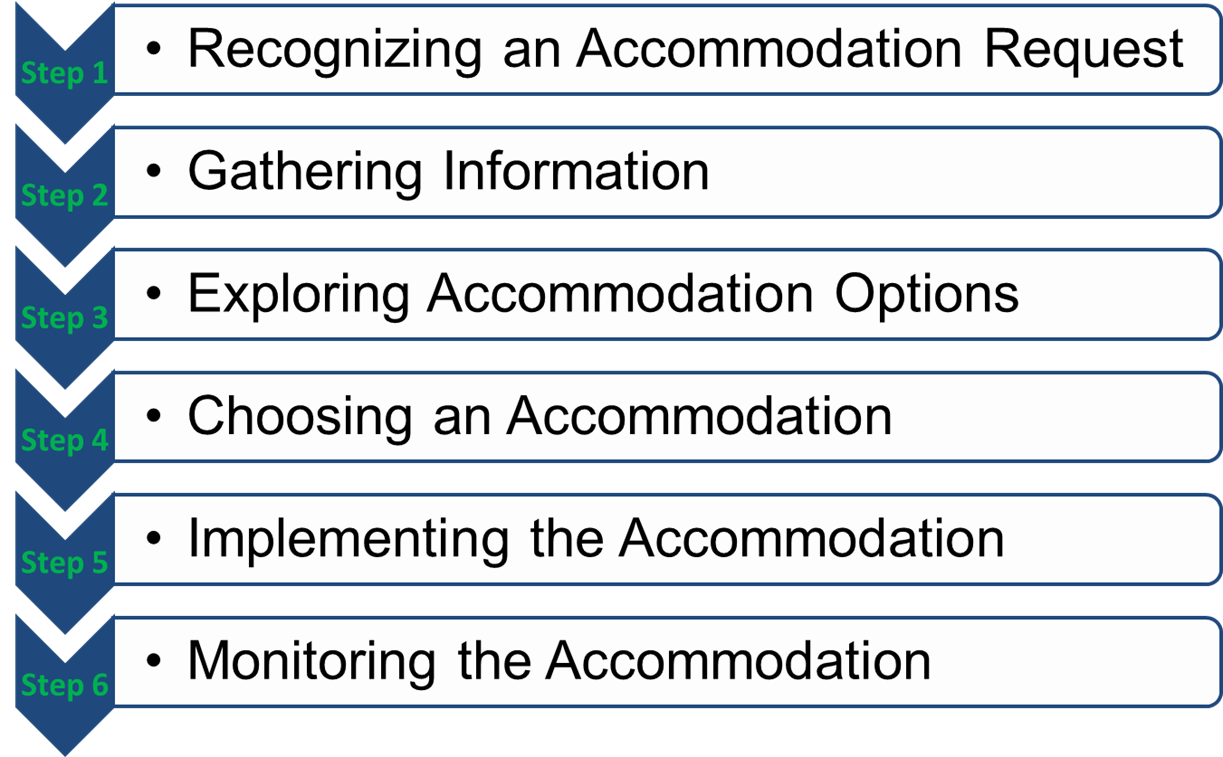 Step 1
• Recognizing an Accommodation Request
Step 2
• Gathering Information
Step 3
• Exploring Accommodation Options
Step 4
• Choosing an Accommodation
Step 5
• Implementing the Accommodation
Step 6
• Monitoring the Accommodation